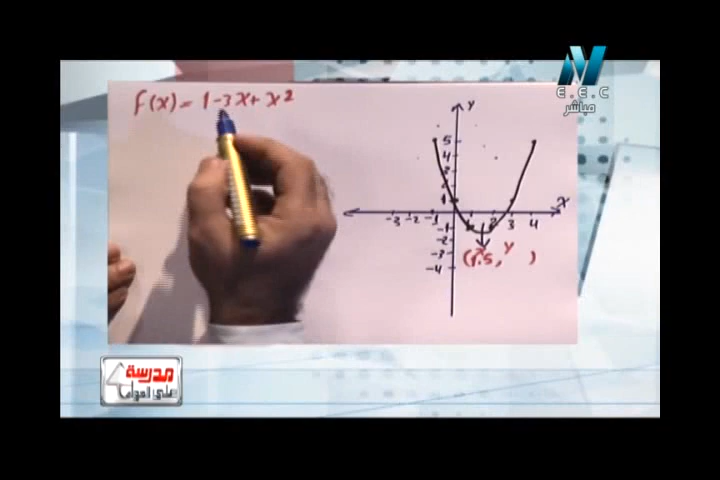 E. E. C
مباشر
f(x) = 1 - 3x + x²
y
5
4
3
2
1
x
-3 -2 -1 1 2 3 4
-1
-2
-3
-4
(1.5, y )
مدرسة
على الهواء